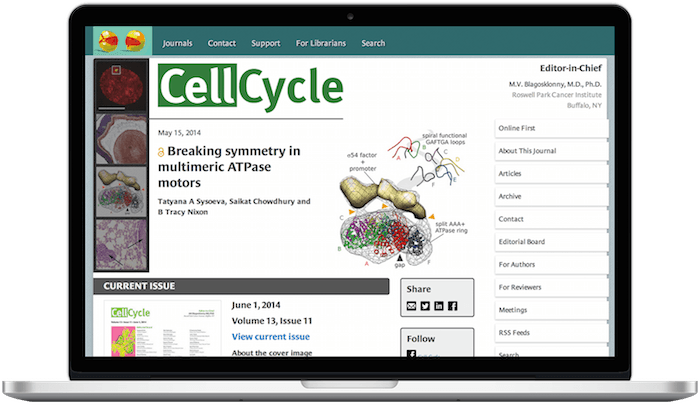 Journals Contact Support For Librarians Search
CellCycle
Editor-in-Chief
M.V. Blagosklonny, M.D., Ph.D.
Roswell Park Cancer Institute
Buffalo, NY
May 15, 2014
Breaking symmetry in
multimeric ATPase
motors
Tatyana A Sysoeva, Saikat Chowdhury and
B Tracy Nixon
spiral functional
GAFTGA loops
σ54 factor
+
promoter
A
B
C
D
E
F
split AAA+
ATPase ring
C
B
A
gap
F
Online First
About This Journal
Articles
Archive
Contact
Editorial Board
For Authors
For Reviewers
Meetings
RSS Feeds
Search
CURRENT ISSUE
CellCycle
June 1, 2014
Volume 13, Issue 11
View current issue
About the cover image
Share
Follow